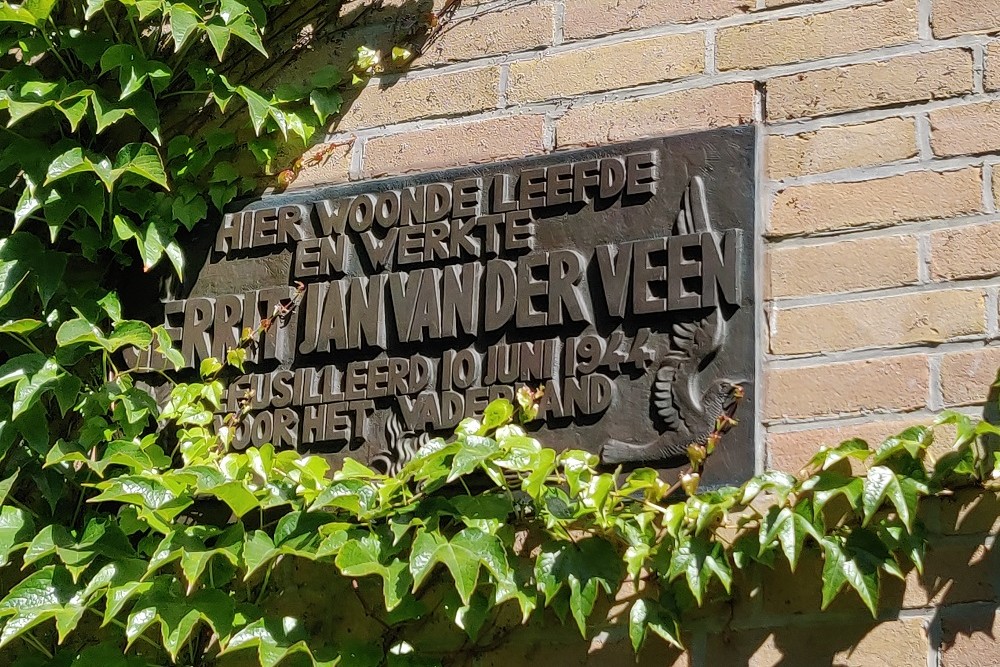 HIER WOONDE LEEFDE
EN WERKTE
GERRIT JAN VAN DER VEEN
GEFUSILLEERD 10 JUNI 1944
VOOR HET VADERLAND